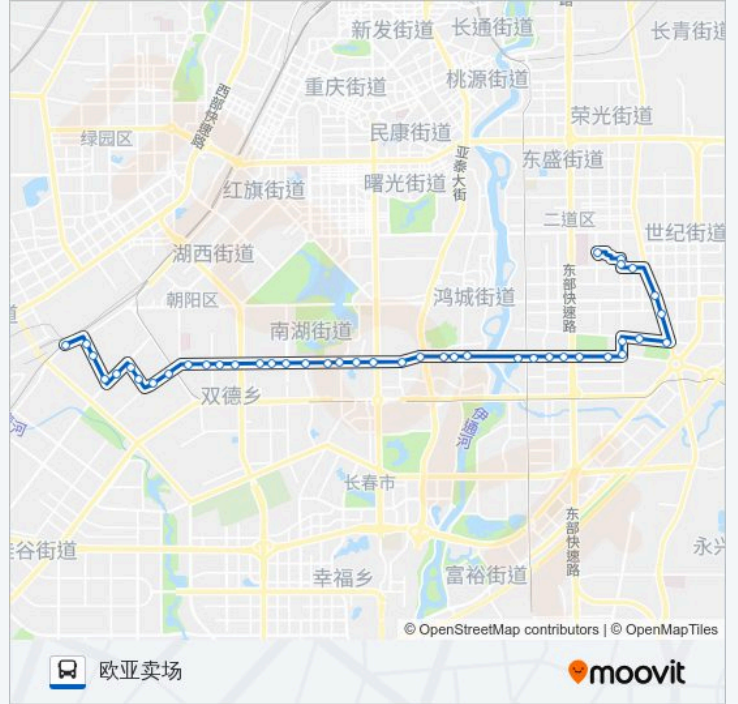 路
新发街道
长通街道
长青街道
西部快速路
重庆街道
桃源街道
荣光街道
绿园区
民康街道
亚泰大街
东盛街道
红旗街道
曙光街道
二道区
世纪街道
湖西街道
东部快速路
朝阳区
鸿城街道
道
南湖街道
双德乡
河
伊通河
长春市
东部快速路
谷街道
永兴
幸福乡
富裕街道
© OpenStreetMap contributors | © OpenMapTiles
欧亚卖场
moovit